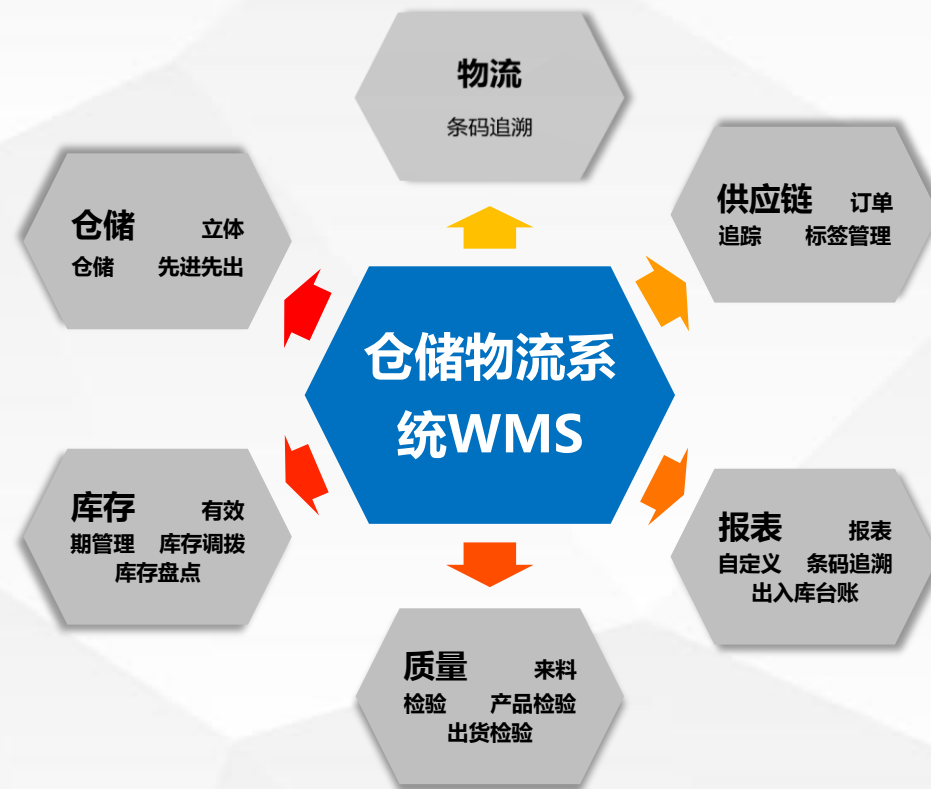 物流
条码追溯
仓储 立体
仓储 先进先出
供应链 订单
追踪 标签管理
仓储物流系
统WMS
库存 有效
期管理 库存调拨
库存盘点
报表 报表
自定义 条码追溯
出入库台账
质量 来料
检验 产品检验
出货检验